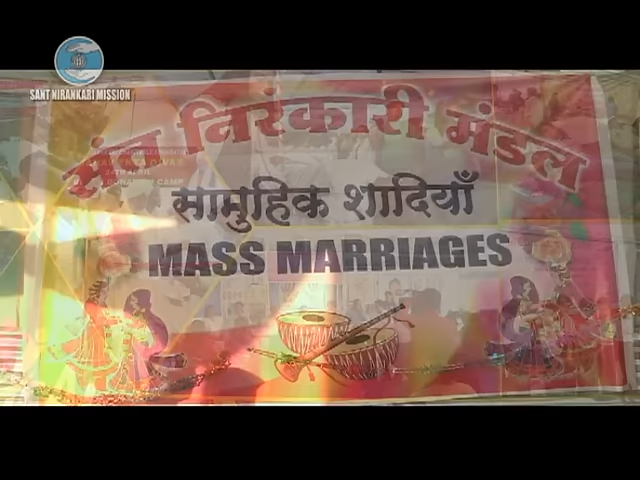 SANT NIRANKARI MISSION
संत निरंकारी मंडल
सामुहिक शादियाँ
MASS MARRIAGES